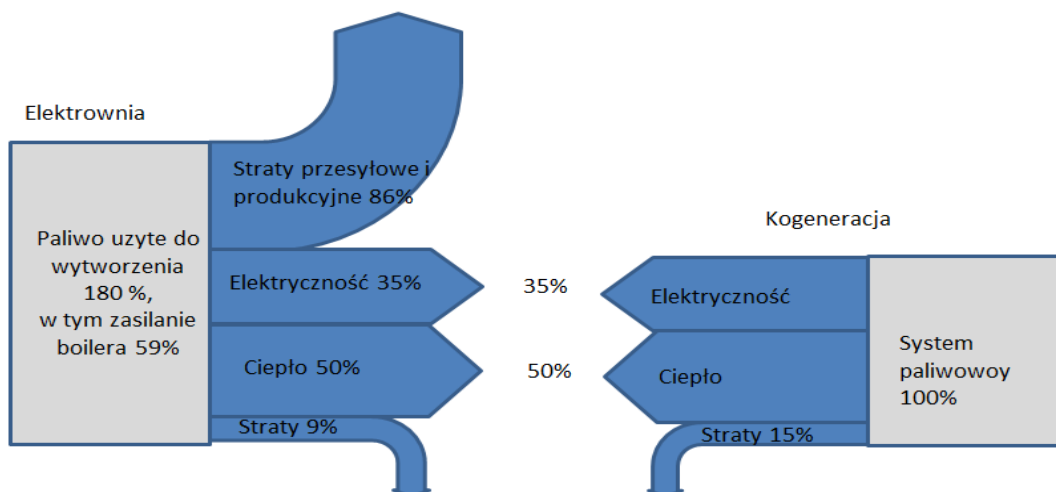 Elektrownia
Straty przesyłowe i
produkcyjne 86%
Paliwo uzyte do
wytworzenia
180 %,
w tym zasilanie
boilera 59%
Elektryczność 35%
Ciepło 50%
Straty 9%
35%
50%
Kogeneracja
Elektryczność
Ciepło
Straty 15%
System
paliwowoy
100%